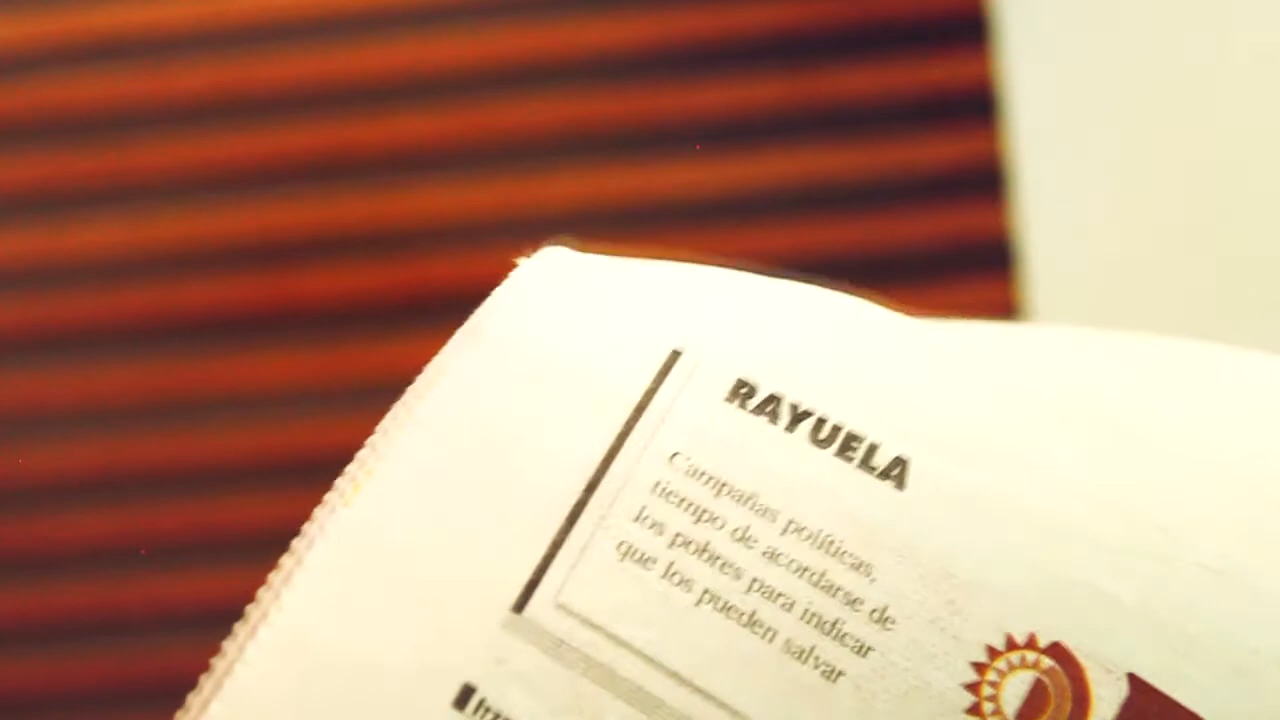 RAYUELA
Campañas políticas,
tiempo de acordarse de
los pobres para indicar
que los pueden salvar